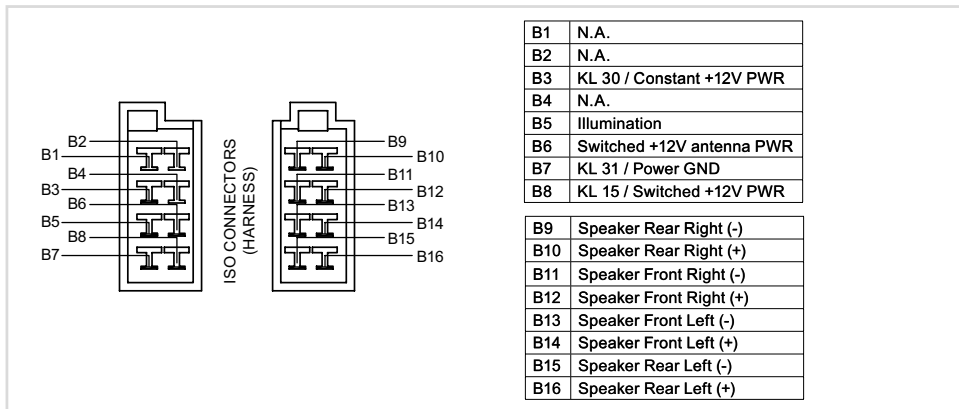 B2
B1
B4
B3
B6
B5
B8
B7
ISO CONNECTORS
(HARNESS)
B9
B10
B11
B12
B13
B14
B15
B16
B1 N.A.
B2 N.A.
B3 KL 30 / Constant +12V PWR
B4 N.A.
B5 Illumination
B6 Switched +12V antenna PWR
B7 KL 31 / Power GND
B8 KL 15 / Switched +12V PWR
B9 Speaker Rear Right (-)
B10 Speaker Rear Right (+)
B11 Speaker Front Right (-)
B12 Speaker Front Right (+)
B13 Speaker Front Left (-)
B14 Speaker Front Left (+)
B15 Speaker Rear Left (-)
B16 Speaker Rear Left (+)